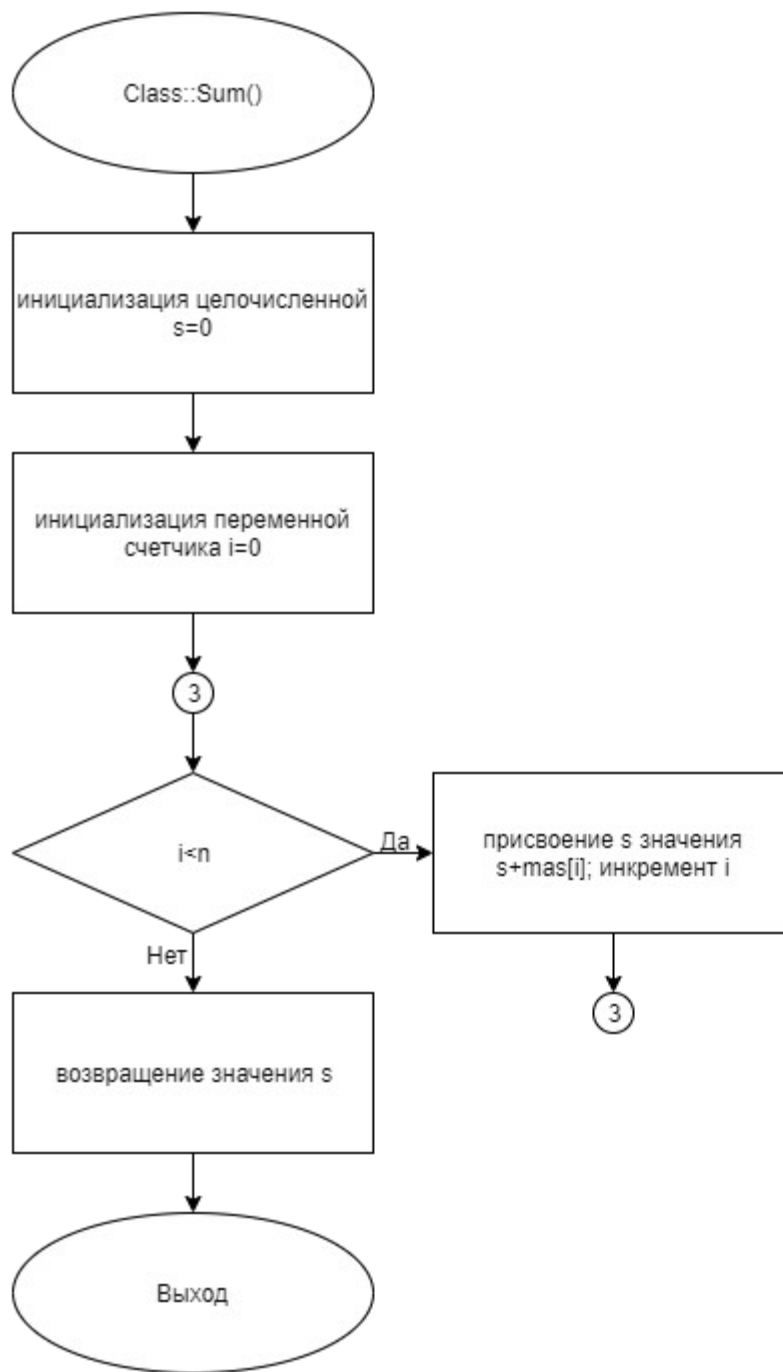 Class::Sum()
инициализация целочисленной
s=0
инициализация переменной
счетчика i=0
3
i<n
Да
присвоение s значения
s+mas[i]; инкремент i
Нет
3
возвращение значения s
Выход